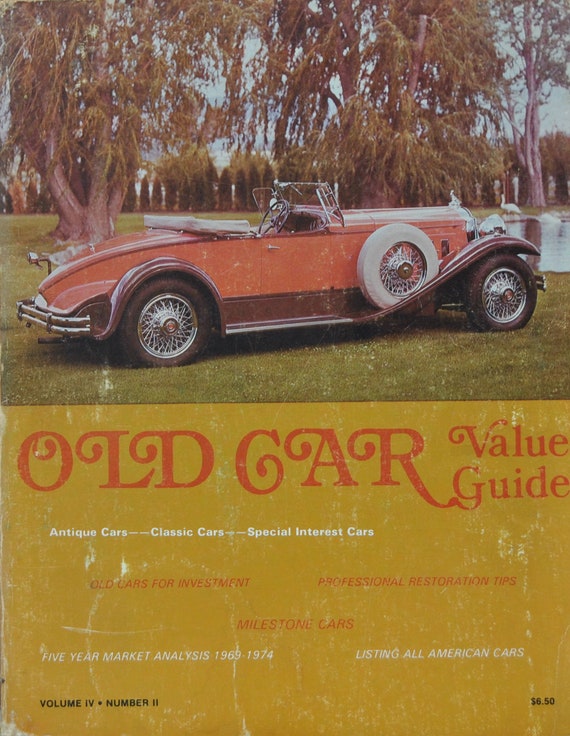 OLD CAR Value Guide
Antique Cars——Classic Cars——Special Interest Cars
OLD CARS FOR INVESTMENT
PROFESSIONAL RESTORATION TIPS
MILESTONE CARS
FIVE YEAR MARKET ANALYSIS 1969-1974
LISTING ALL AMERICAN CARS
VOLUME IV • NUMBER II
$6.50